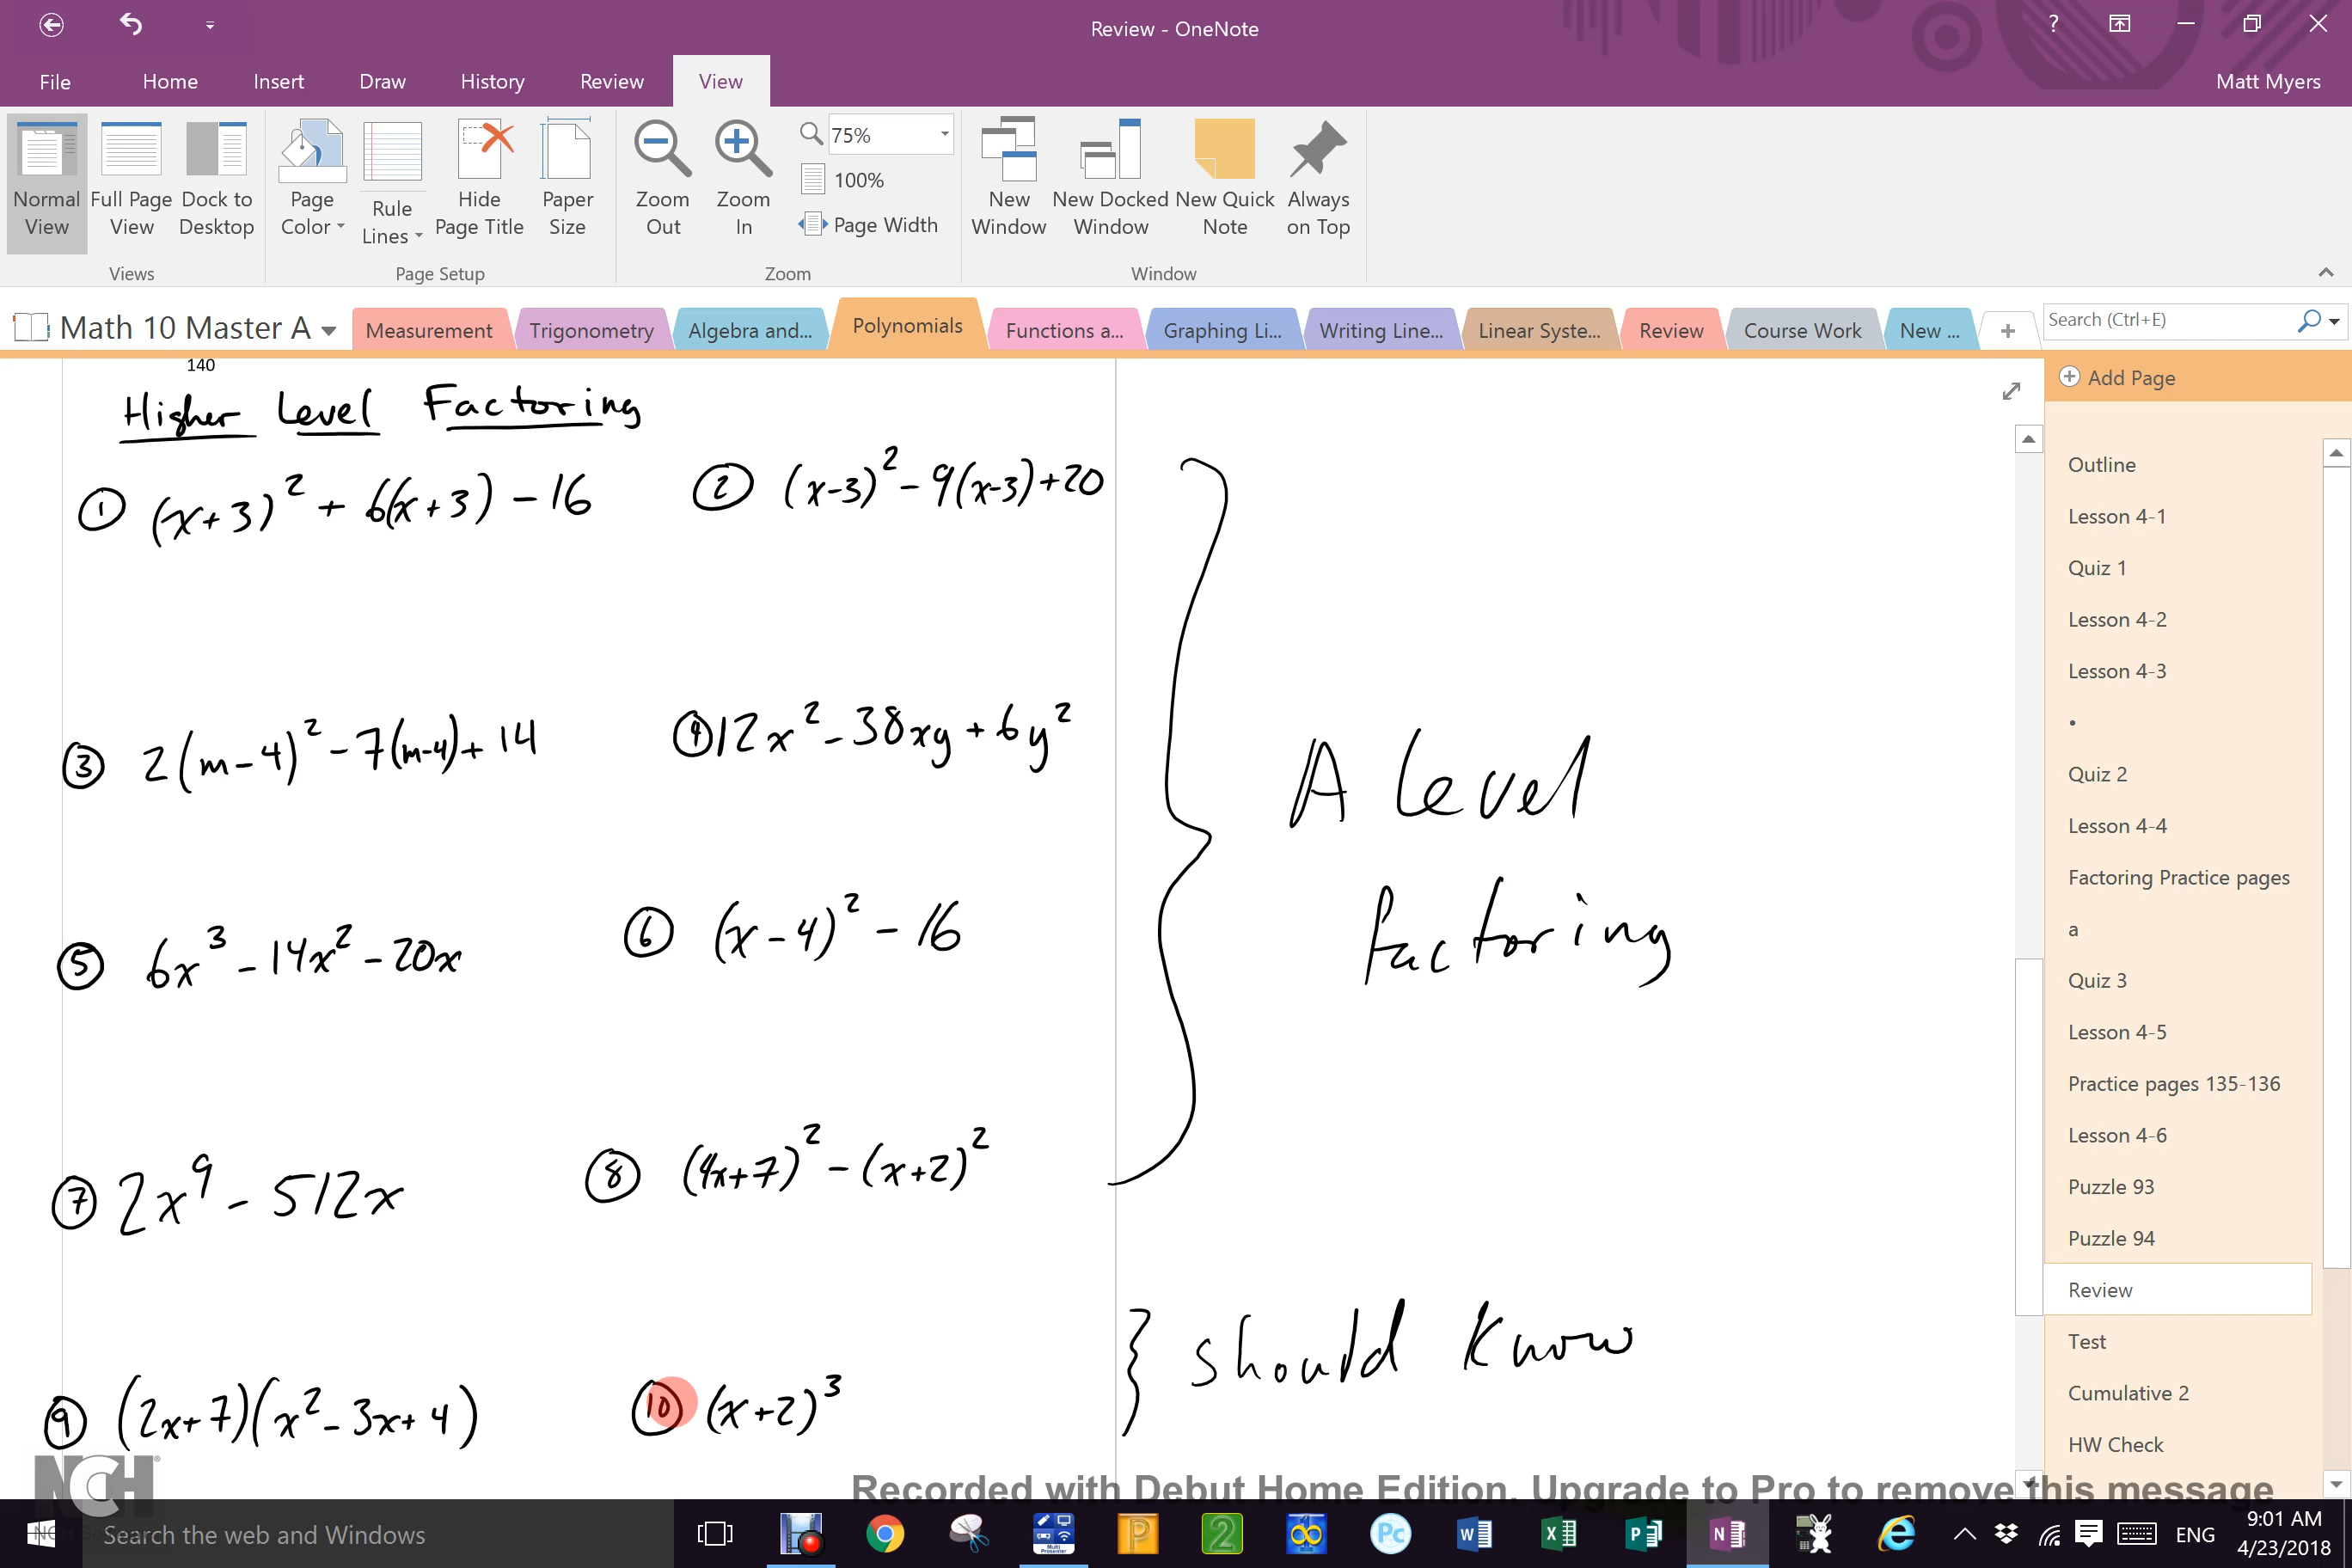 Review - OneNote
?
File Home Insert Draw History Review View Matt Myers
75%
100%
Page Width
Normal View
Full Page View
Dock to Desktop
Page Color
Rule Lines
Hide Page Title
Paper Size
Zoom Out
Zoom In
New Window
New Docked Window
New Quick Note
Always on Top
Views Page Setup Zoom Window
Math 10 Master A Measurement Trigonometry Algebra and... Polynomials Functions a... Graphing Li... Writing Line... Linear Syste... Review Course Work New ... + Search (Ctrl+E)
140
Higher Level Factoring
① (x+3)² + 6(x+3) - 16
② (x-3)² - 9(x-3)+20
③ 2(m-4)² - 7(m-4)+ 14
④ 12x² - 38xy + 6y²
⑤ 6x³ - 14x² - 20x
⑥ (x-4)² - 16
⑦ 2x⁹ - 512x
⑧ (4x+7)² - (x+2)²
⑨ (2x+7)(x² - 3x+ 4)
⑩ (x+2)³
A Level
Factoring
Should Know
Add Page
Outline
Lesson 4-1
Quiz 1
Lesson 4-2
Lesson 4-3
•
Quiz 2
Lesson 4-4
Factoring Practice pages
a
Quiz 3
Lesson 4-5
Practice pages 135-136
Lesson 4-6
Puzzle 93
Puzzle 94
Review
Test
Cumulative 2
HW Check
NCH
Recorded with Debut Home Edition. Upgrade to Pro to remove this message
Search the web and Windows
ENG
9:01 AM
4/23/2018